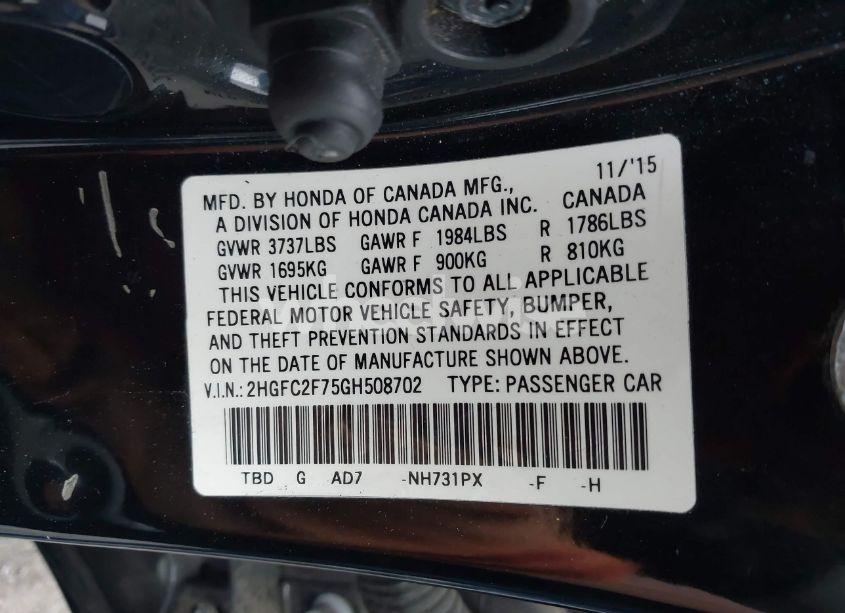 11/'15
MFD. BY HONDA OF CANADA MFG.,
A DIVISION OF HONDA CANADA INC. CANADA
GVWR 3737LBS GAWR F 1984LBS R 1786LBS
GVWR 1695KG GAWR F 900KG R 810KG
THIS VEHICLE CONFORMS TO ALL APPLICABLE
FEDERAL MOTOR VEHICLE SAFETY, BUMPER,
AND THEFT PREVENTION STANDARDS IN EFFECT
ON THE DATE OF MANUFACTURE SHOWN ABOVE.
V.I.N.: 2HGFC2F75GH508702 TYPE: PASSENGER CAR
TBD G AD7 -NH731PX -F -H